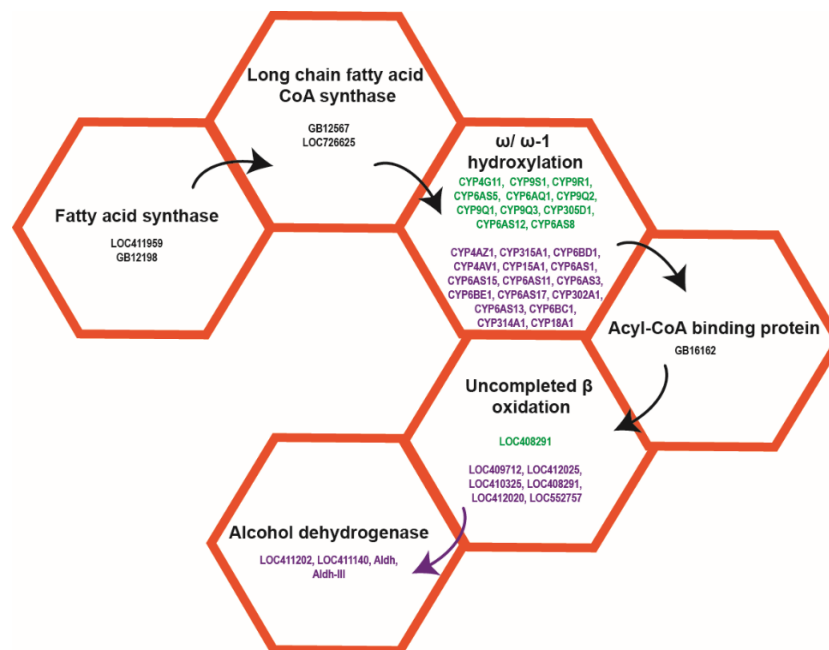 Long chain fatty acid
CoA synthase
GB12567
LOC726625
Fatty acid synthase
LOC411959
GB12198
ω/ ω-1
hydroxylation
CYP4G11, CYP9S1, CYP9R1,
CYP6AS5, CYP6AQ1, CYP9Q2,
CYP9Q1, CYP9Q3, CYP305D1,
CYP6AS12, CYP6AS8
CYP4AZ1, CYP315A1, CYP6BD1,
CYP4AV1, CYP15A1, CYP6AS1,
CYP6AS15, CYP6AS11, CYP6AS3,
CYP6BE1, CYP6AS17, CYP302A1,
CYP6AS13, CYP6BC1,
CYP314A1, CYP18A1
Acyl-CoA binding protein
GB16162
Uncompleted β
oxidation
LOC408291
LOC409712, LOC412025,
LOC410325, LOC408291,
LOC412020, LOC552757
Alcohol dehydrogenase
LOC411202, LOC411140, Aldh,
Aldh-III